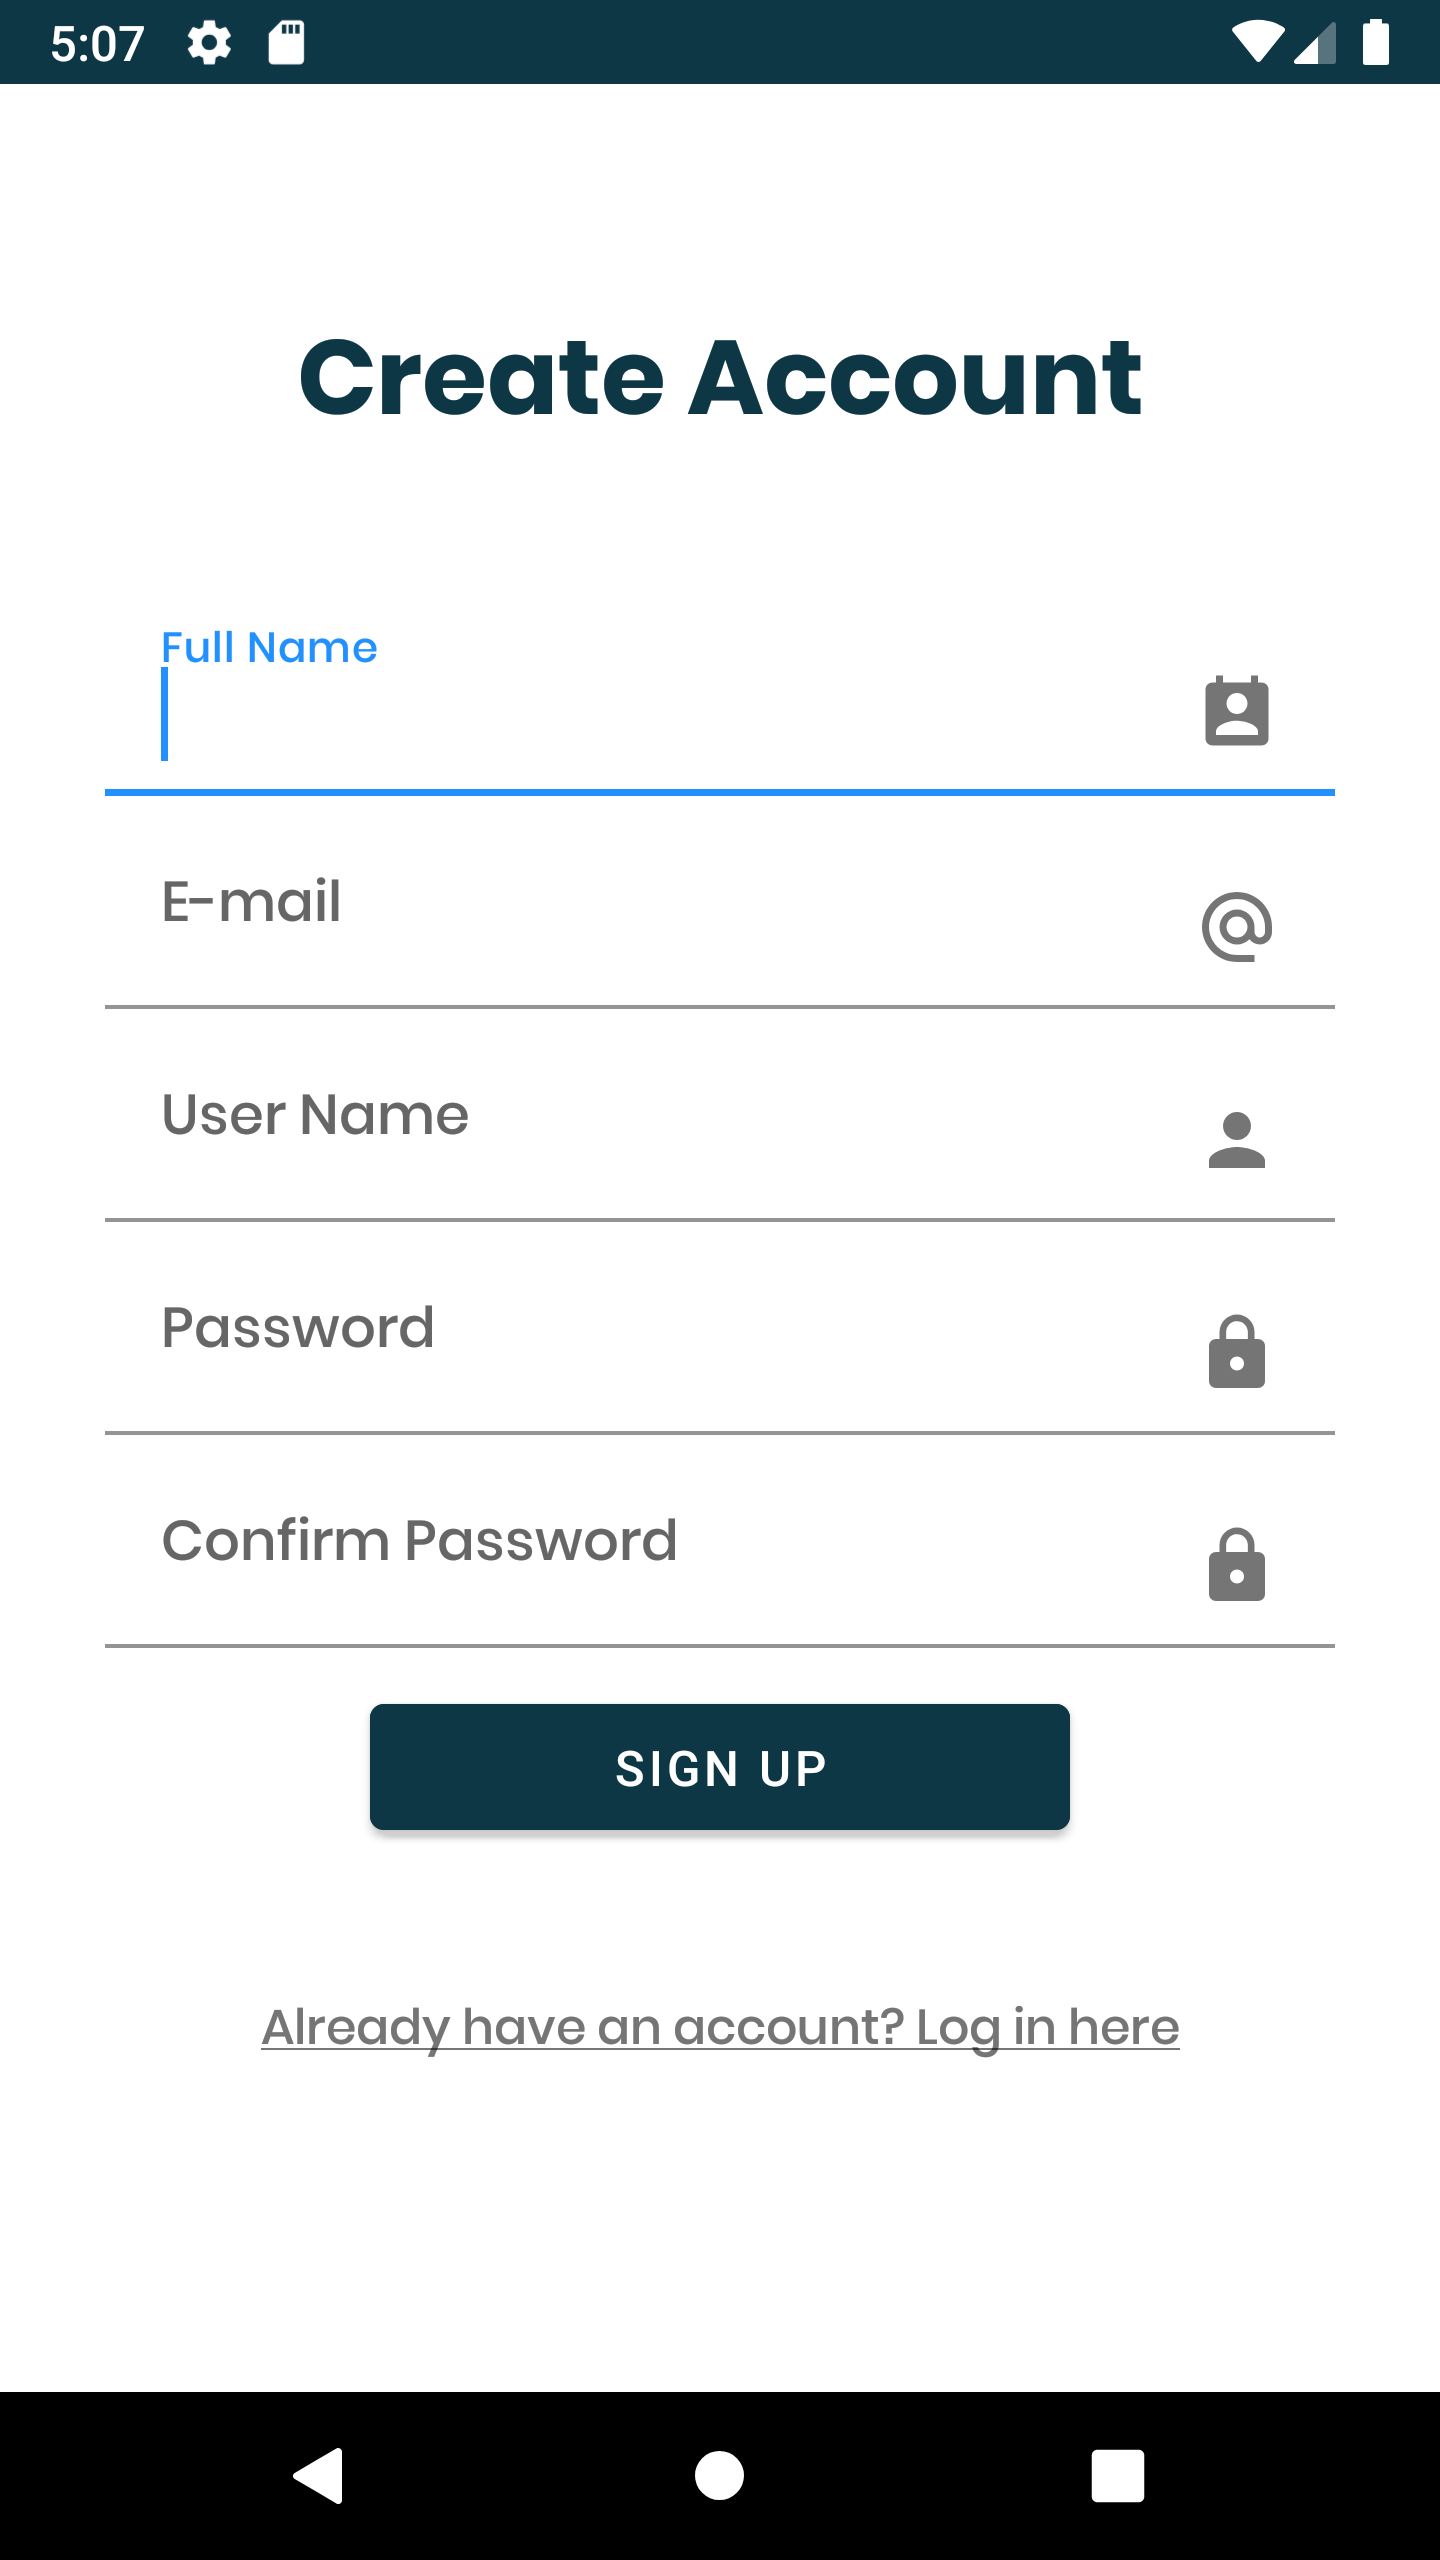 5:07
Create Account
Full Name
E-mail
User Name
Password
Confirm Password
SIGN UP
Already have an account? Log in here